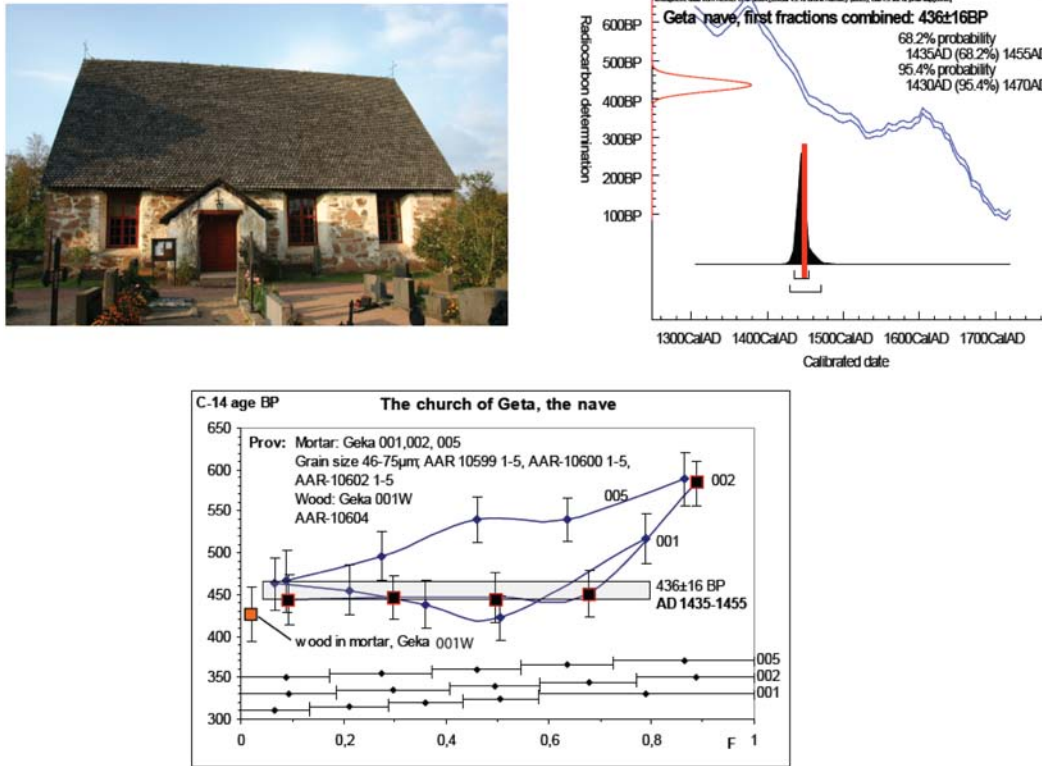 Geta nave, first fractions combined: 436±16BP
68.2% probability
1435AD (68.2%) 1455AD
95.4% probability
1430AD (95.4%) 1470AD
Radiocarbon determination
600BP
500BP
400BP
300BP
200BP
100BP
1300CalAD 1400CalAD 1500CalAD 1600CalAD 1700CalAD
Calibrated date
C-14 age BP
The church of Geta, the nave
650
600
550
500
450
400
350
300
Prov: Mortar: Geka 001,002, 005
Grain size 46-75µm; AAR 10599 1-5, AAR-10600 1-5,
AAR-10602 1-5
Wood: Geka 001W
AAR-10604
005
002
001
436±16 BP
AD 1435-1455
wood in mortar, Geka 001W
005
002
001
0 0,2 0,4 0,6 0,8 1
F